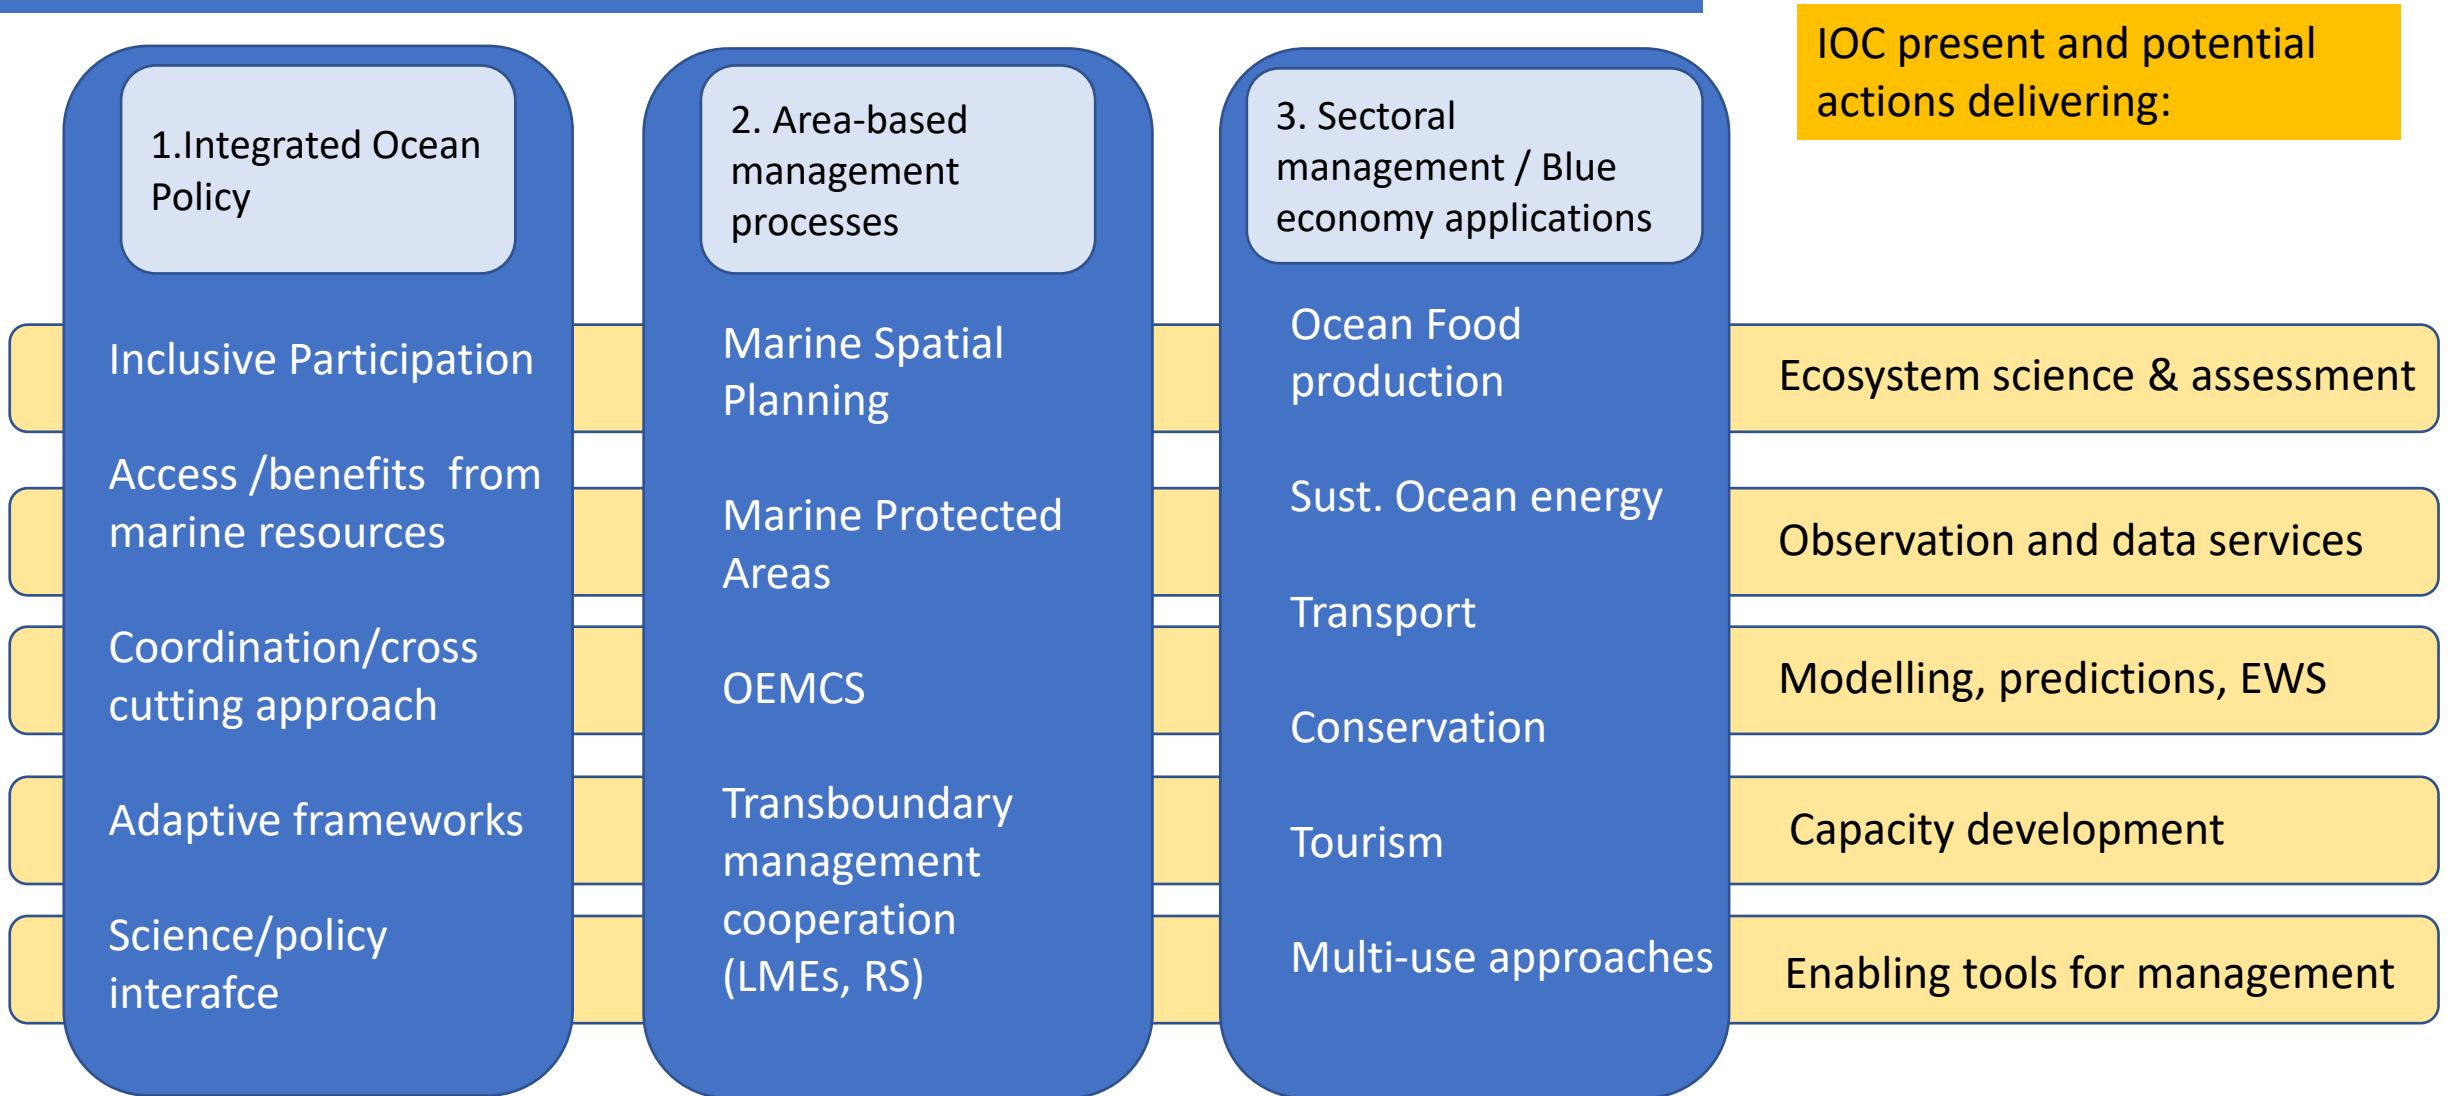 IOC present and potential
actions delivering:
1.Integrated Ocean
Policy
Inclusive Participation
Access /benefits  from
marine resources
Coordination/cross
cutting approach
Adaptive frameworks
Science/policy
interafce
2. Area-based
management
processes
Marine Spatial
Planning
Marine Protected
Areas
OEMCS
Transboundary
management
cooperation
(LMEs, RS)
3. Sectoral
management / Blue
economy applications
Ocean Food
production
Sust. Ocean energy
Transport
Conservation
Tourism
Multi-use approaches
Ecosystem science & assessment
Observation and data services
Modelling, predictions, EWS
Capacity development
Enabling tools for management